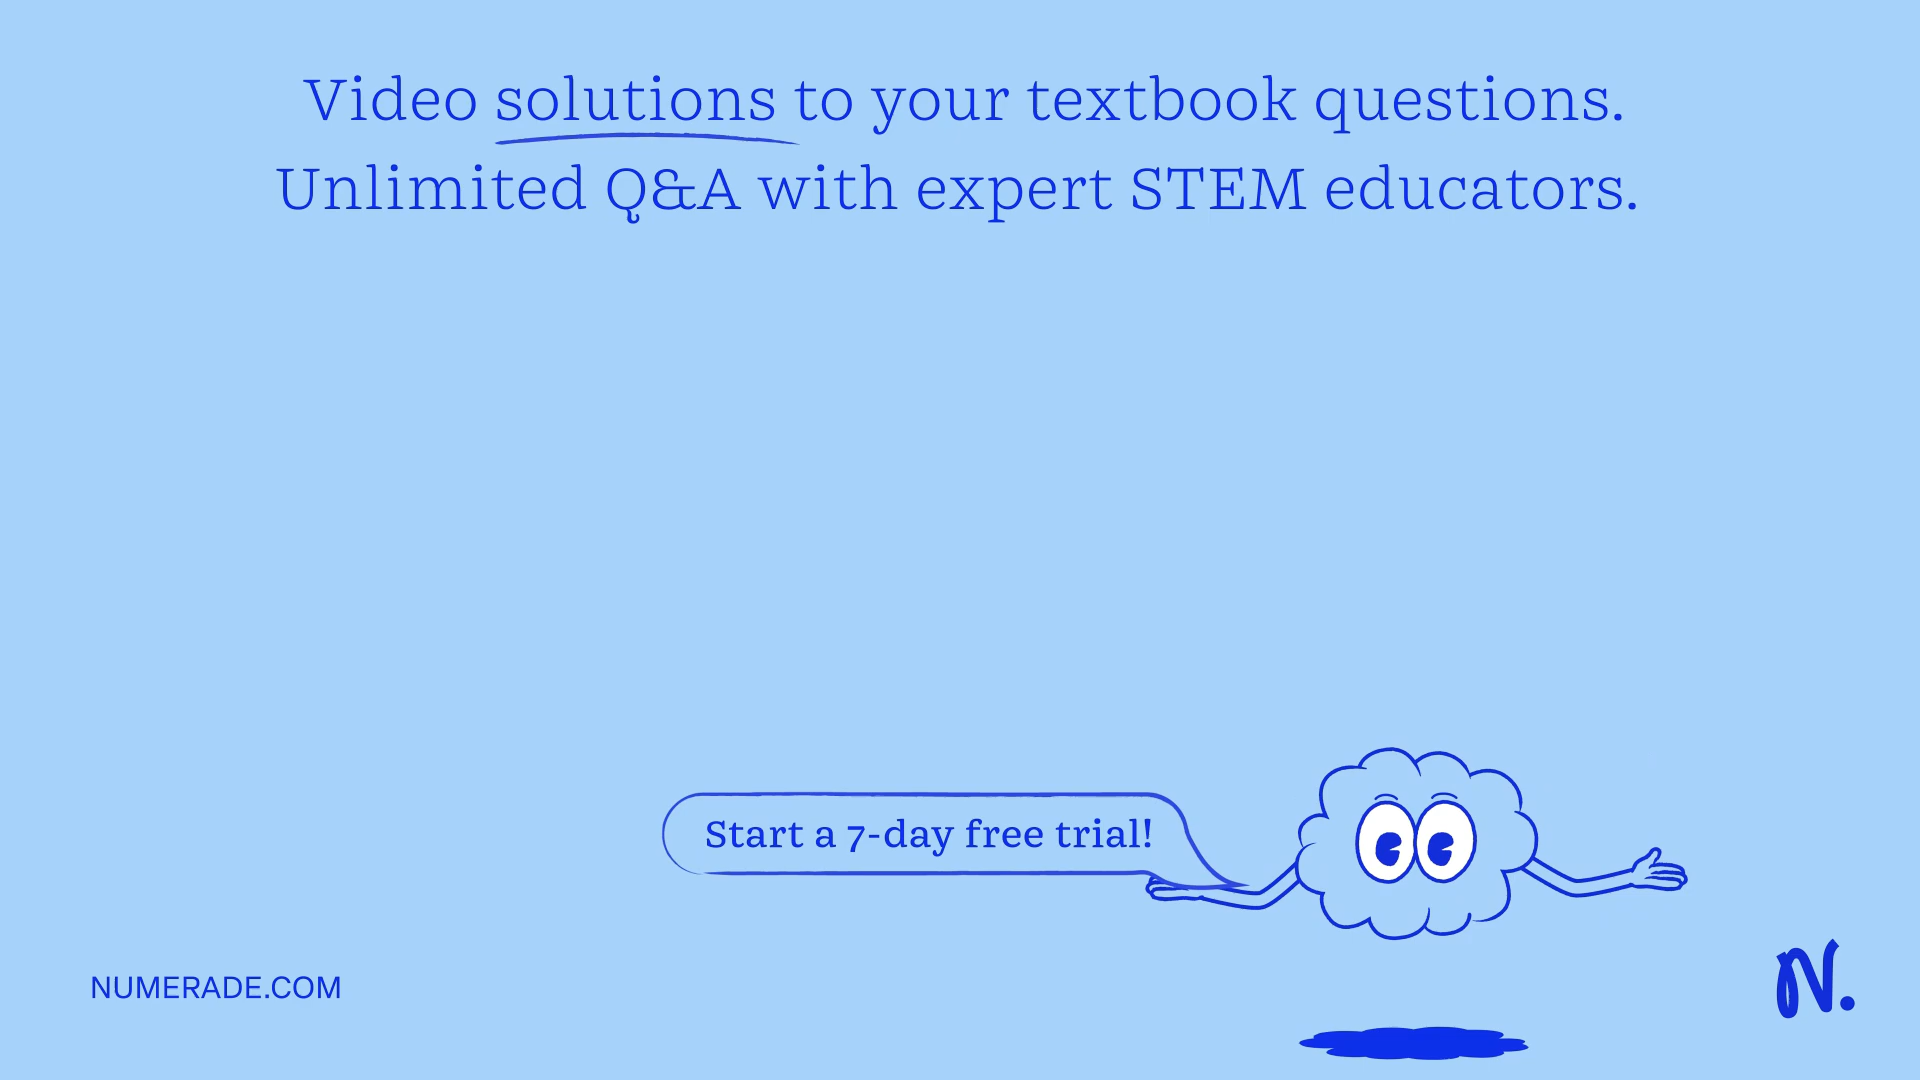 Video solutions to your textbook questions.
Unlimited Q&A with expert STEM educators.
Start a 7-day free trial!
NUMERADE.COM
N.